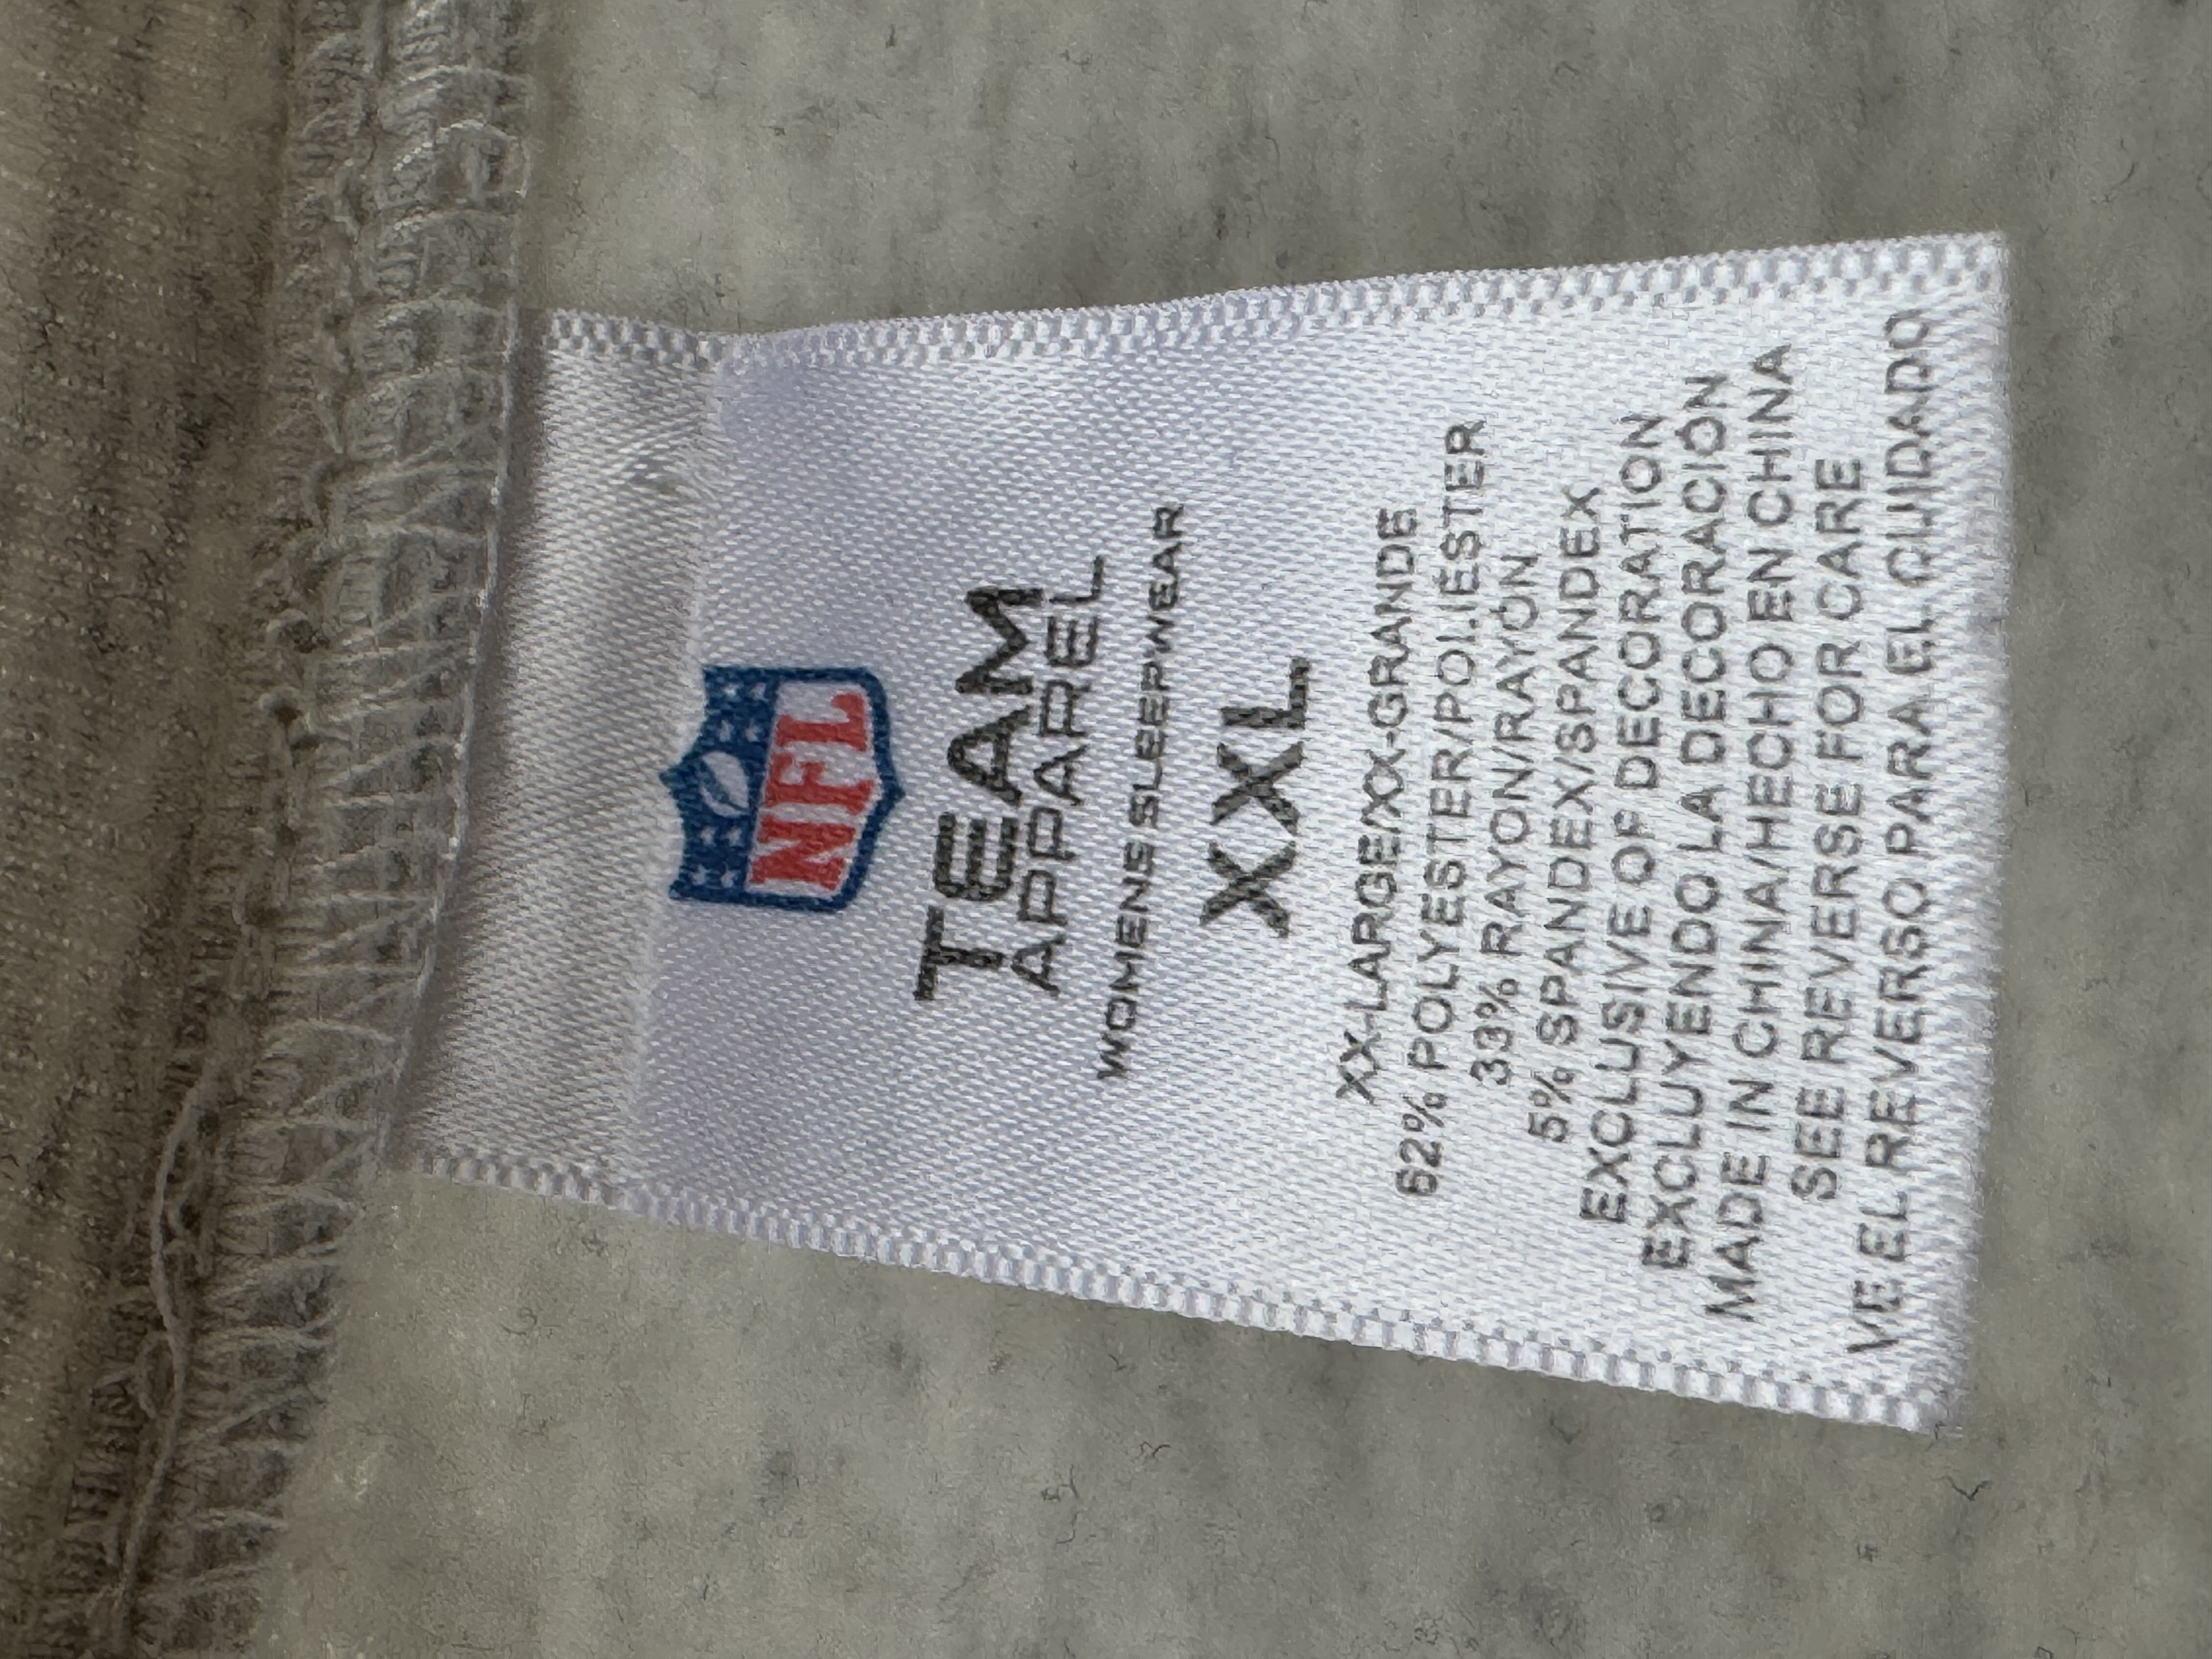 NFL
TEAM
APPAREL
WOMENS SLEEPWEAR
XXL
XX-LARGE/XX-GRANDE
62% POLYESTER/POLIÉSTER
33% RAYON/RAYÓN
5% SPANDEX/SPANDEX
EXCLUSIVE OF DECORATION
EXCLUYENDO LA DECORACIÓN
MADE IN CHINA/HECHO EN CHINA
SEE REVERSE FOR CARE
VE EL REVERSO PARA EL CUIDADO